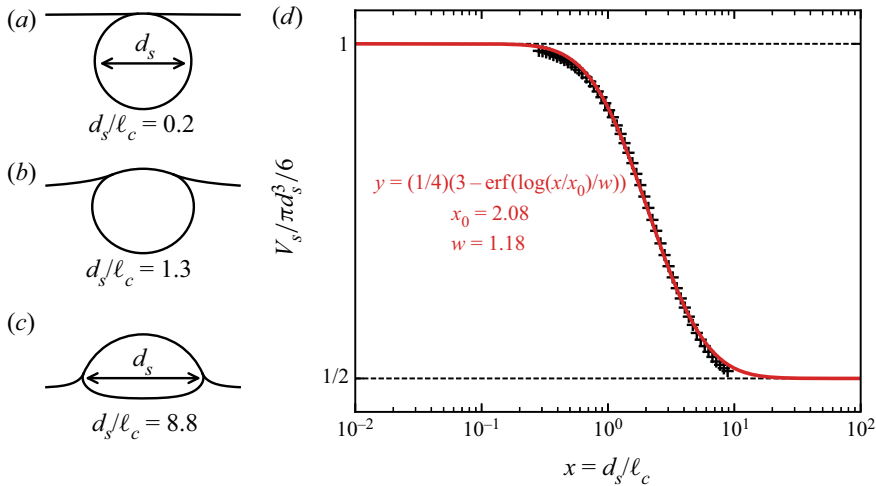 (a)
d_s
d_s/ℓ_c = 0.2
(b)
d_s/ℓ_c = 1.3
(c)
d_s
d_s/ℓ_c = 8.8
(d)
1
V_s/πd_s^3/6
y = (1/4)(3 – erf(log(x/x_0)/w))
x_0 = 2.08
w = 1.18
1/2
10^–2 10^–1 10^0 10^1 10^2
x = d_s/ℓ_c